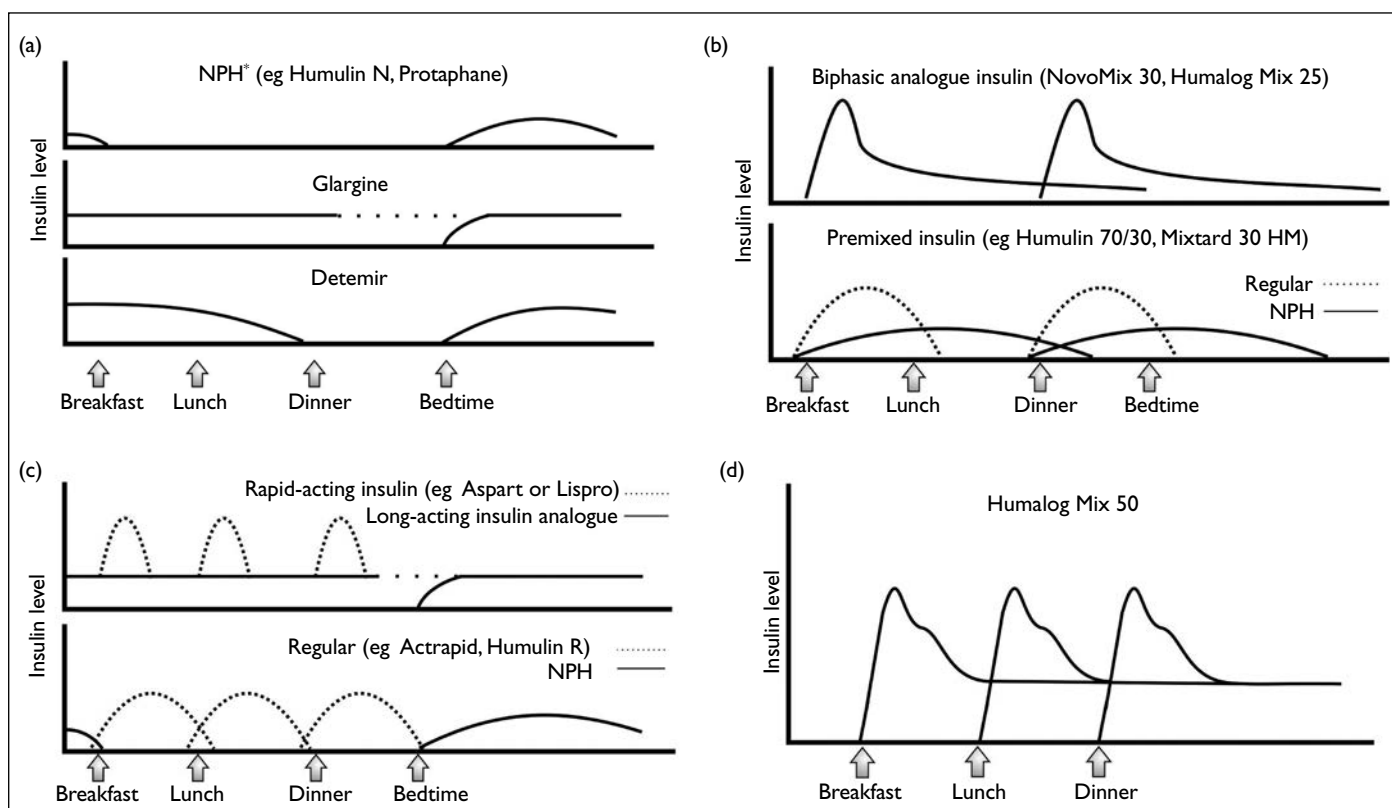 (a)
NPH* (eg Humulin N, Protaphane)
Glargine
Detemir
Insulin level
Breakfast Lunch Dinner Bedtime
(b)
Biphasic analogue insulin (NovoMix 30, Humalog Mix 25)
Premixed insulin (eg Humulin 70/30, Mixtard 30 HM)
Regular
NPH
Insulin level
Breakfast Lunch Dinner Bedtime
(c)
Rapid-acting insulin (eg Aspart or Lispro)
Long-acting insulin analogue
Regular (eg Actrapid, Humulin R)
NPH
Insulin level
Breakfast Lunch Dinner Bedtime
(d)
Humalog Mix 50
Insulin level
Breakfast Lunch Dinner